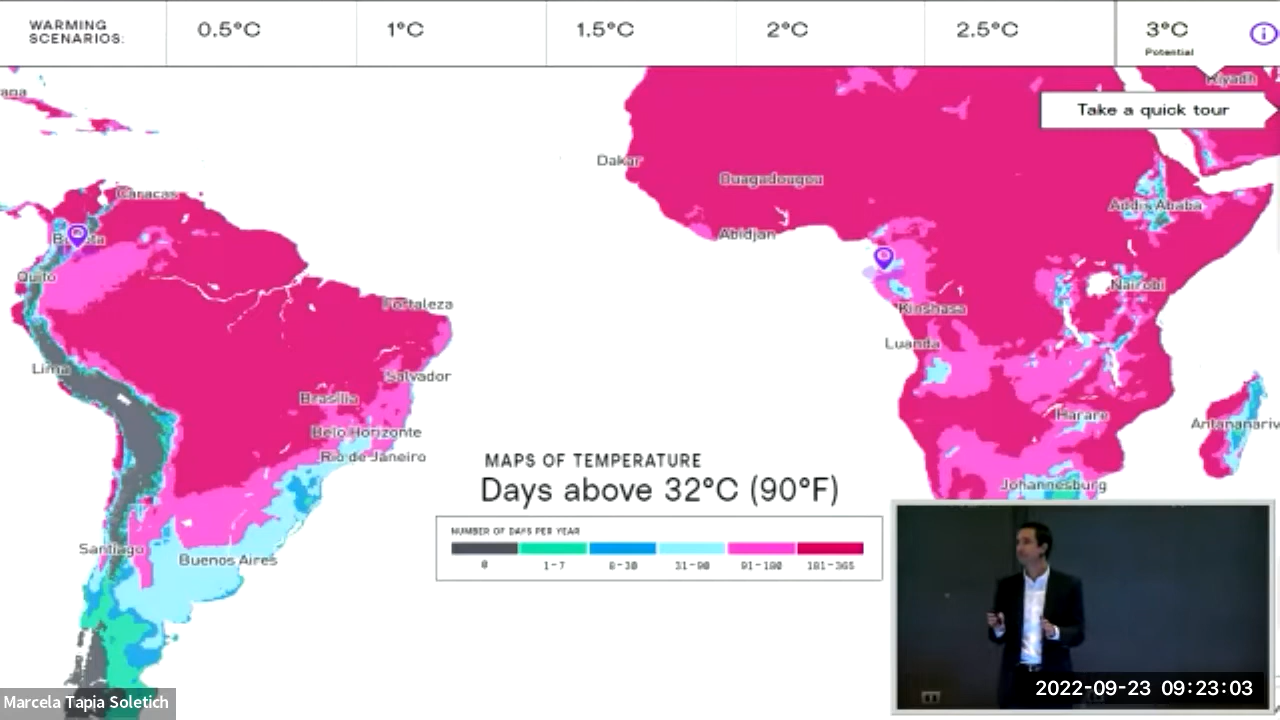 WARMING
SCENARIOS:
0.5°C
1°C
1.5°C
2°C
2.5°C
3°C
Potential
Riyadh
Take a quick tour
Dakar
Ouagadougou
Caracas
Addis Ababa
Abidjan
Quito
Nairobi
Fortaleza
Kinshasa
Luanda
Lima
Salvador
Brasilia
Harare
Belo Horizonte
Antananariv
Rio de Janeiro
MAPS OF TEMPERATURE
Days above 32°C (90°F)
Johannesburg
NUMBER OF DAYS PER YEAR
0 1-7 8-30 31-90 91-180 181-365
Santiago
Buenos Aires
2022-09-23 09:23:03
Marcela Tapia Soletich